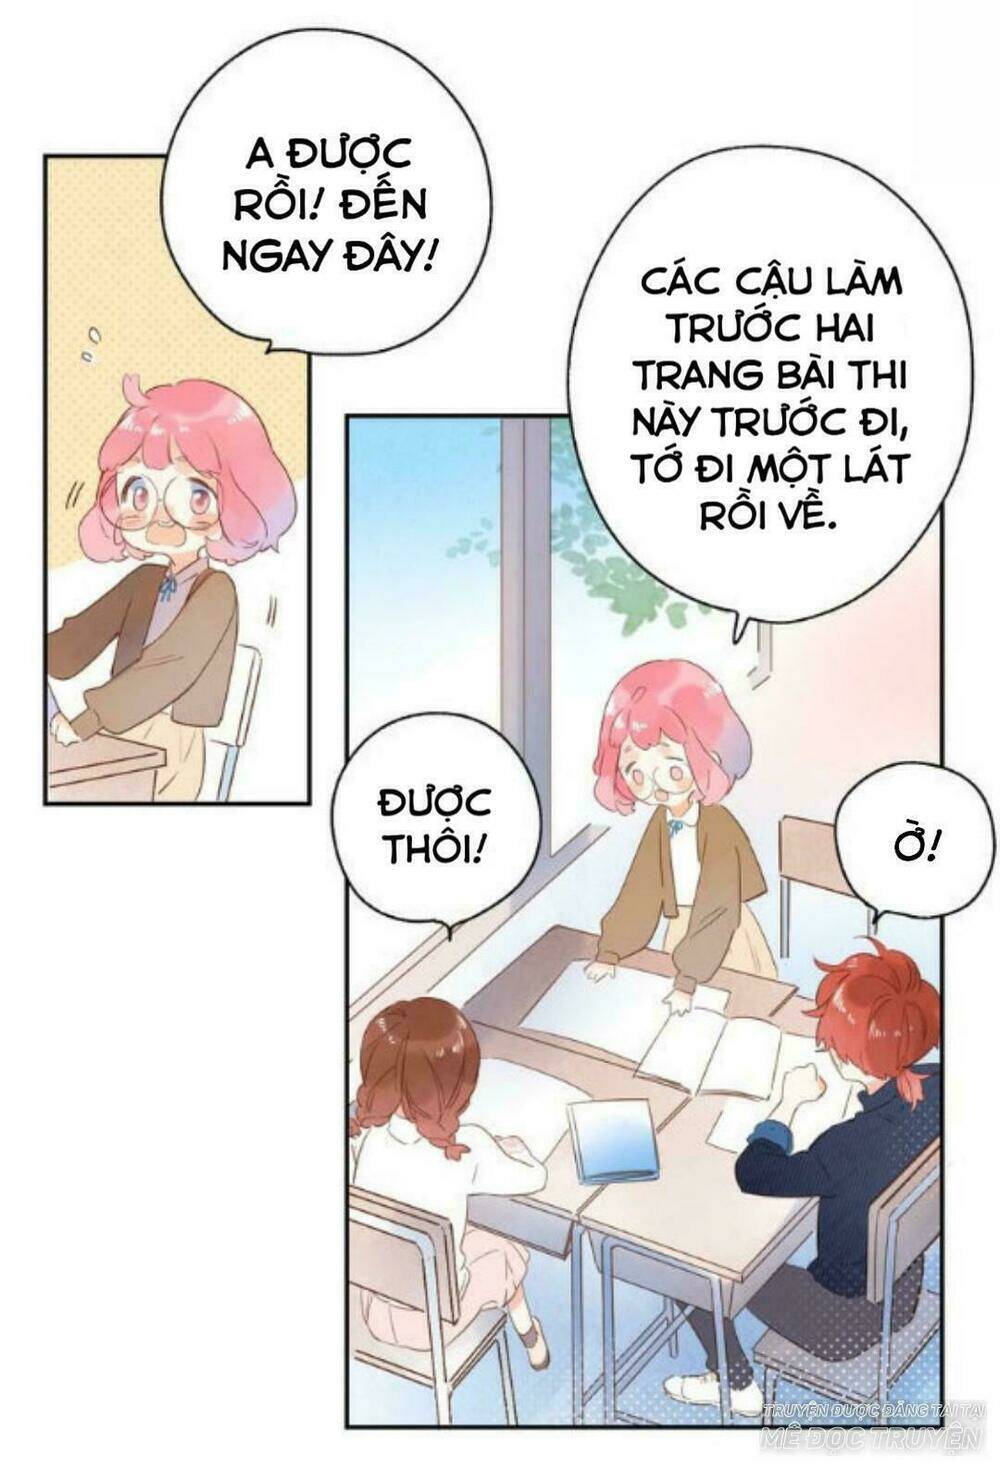 A ĐƯỢC
RỒI! ĐẾN
NGAY ĐÂY!
CÁC CẬU LÀM
TRƯỚC HAI
TRANG BÀI THI
NÀY TRƯỚC ĐI,
TỚ ĐI MỘT LÁT
RỒI VỀ.
ĐƯỢC
THÔI!
Ờ!
TRUYỆN ĐƯỢC ĐĂNG TẢI TẠI
MÊ ĐỌC TRUYỆN